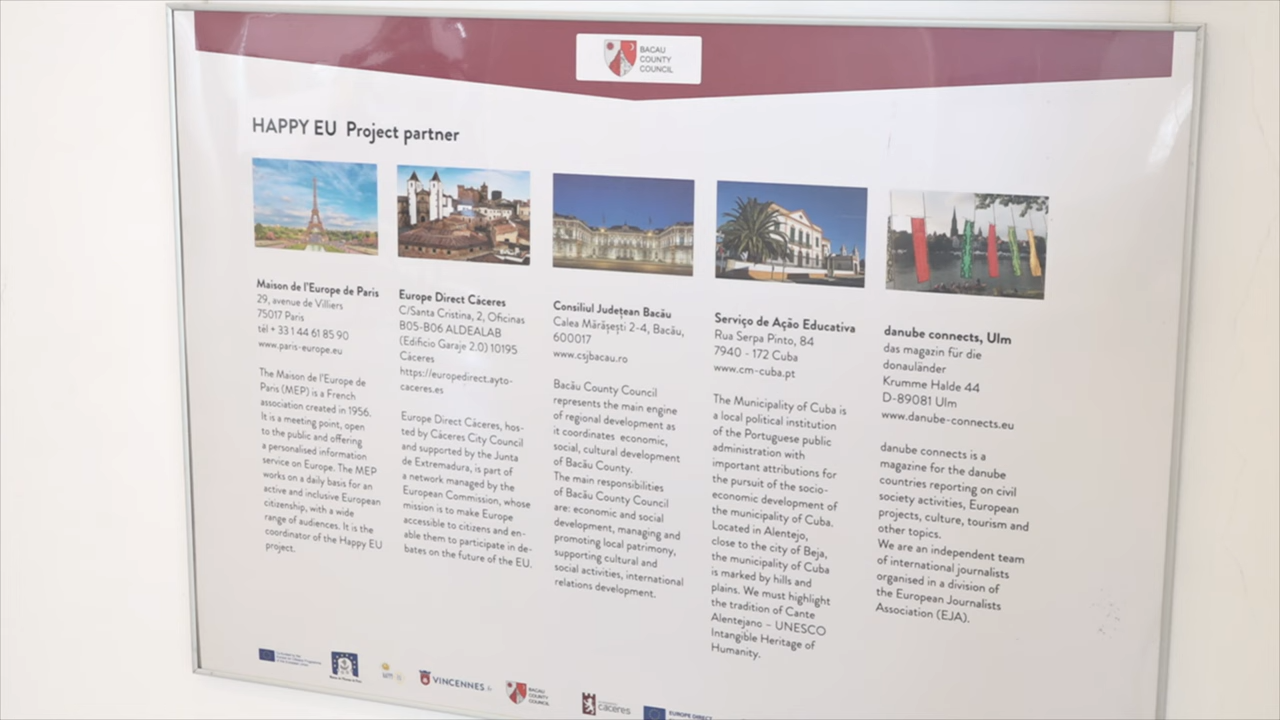 BACAU
COUNTY
COUNCIL
HAPPY EU Project partner
Maison de l'Europe de Paris
29, avenue de Villiers
75017 Paris
tél + 33 1 44 61 85 90
www.paris-europe.eu
The Maison de l'Europe de
Paris (MEP) is a French
association created in 1956.
It is a meeting point, open
to the public and offering
a personalised information
service on Europe. The MEP
works on a daily basis for an
active and inclusive European
citizenship, with a wide
range of audiences. It is the
coordinator of the Happy EU
project.
Europe Direct Cáceres
C/Santa Cristina, 2, Oficinas
B05-B06 ALDEALAB
(Edificio Garaje 2.0) 10195
Cáceres
https://europedirect.ayto-
caceres.es
Europe Direct Cáceres, hos-
ted by Cáceres City Council
and supported by the Junta
de Extremadura, is part of
a network managed by the
European Commission, whose
mission is to make Europe
accessible to citizens and en-
able them to participate in de-
bates on the future of the EU.
Consiliul Județean Bacău
Calea Mărășești 2-4, Bacău,
600017
www.csjbacau.ro
Bacău County Council
represents the main engine
of regional development as
it coordinates economic,
social, cultural development
of Bacău County.
The main responsibilities
of Bacău County Council
are: economic and social
development, managing and
promoting local patrimony,
supporting cultural and
social activities, international
relations development.
Serviço de Ação Educativa
Rua Serpa Pinto, 84
7940 - 172 Cuba
www.cm-cuba.pt
The Municipality of Cuba is
a local political institution
of the Portuguese public
administration with
important attributions for
the pursuit of the socio-
economic development of
the municipality of Cuba.
Located in Alentejo,
close to the city of Beja,
the municipality of Cuba
is marked by hills and
plains. We must highlight
the tradition of Cante
Alentejano – UNESCO
Intangible Heritage of
Humanity.
danube connects, Ulm
das magazin für die
donauländer
Krumme Halde 44
D-89081 Ulm
www.danube-connects.eu
danube connects is a
magazine for the danube
countries reporting on civil
society activities, European
projects, culture, tourism and
other topics.
We are an independent team
of international journalists
organised in a division of
the European Journalists
Association (EJA).
VINCENNES
BACAU
COUNTY
COUNCIL
cáceres
EUROPE DIRECT